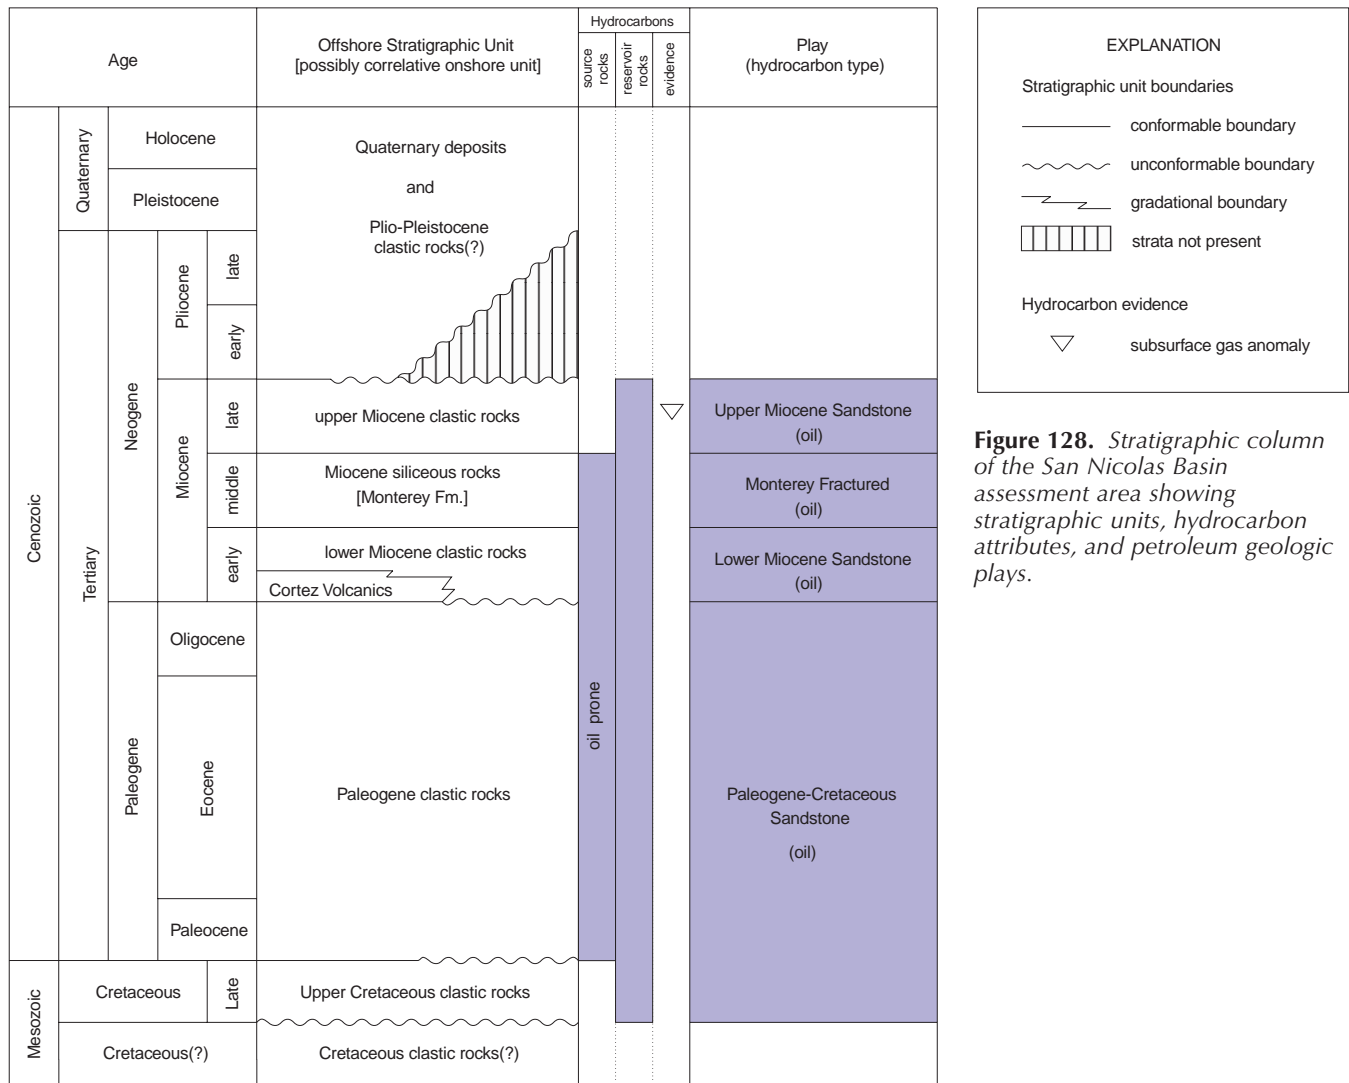 Age
Offshore Stratigraphic Unit
[possibly correlative onshore unit]
Hydrocarbons
source
rocks
reservoir
rocks
evidence
Play
(hydrocarbon type)
Cenozoic
Quaternary
Holocene
Pleistocene
Quaternary deposits
and
Plio-Pleistocene
clastic rocks(?)
Tertiary
Neogene
Pliocene
late
early
Miocene
late
upper Miocene clastic rocks
Upper Miocene Sandstone
(oil)
middle
Miocene siliceous rocks
[Monterey Fm.]
Monterey Fractured
(oil)
early
lower Miocene clastic rocks
Cortez Volcanics
Lower Miocene Sandstone
(oil)
Paleogene
Oligocene
Eocene
Paleocene
Paleogene clastic rocks
oil prone
Paleogene-Cretaceous
Sandstone
(oil)
Mesozoic
Cretaceous
Late
Upper Cretaceous clastic rocks
Cretaceous(?)
Cretaceous clastic rocks(?)
EXPLANATION
Stratigraphic unit boundaries
conformable boundary
unconformable boundary
gradational boundary
strata not present
Hydrocarbon evidence
subsurface gas anomaly
Figure 128. Stratigraphic column
of the San Nicolas Basin
assessment area showing
stratigraphic units, hydrocarbon
attributes, and petroleum geologic
plays.